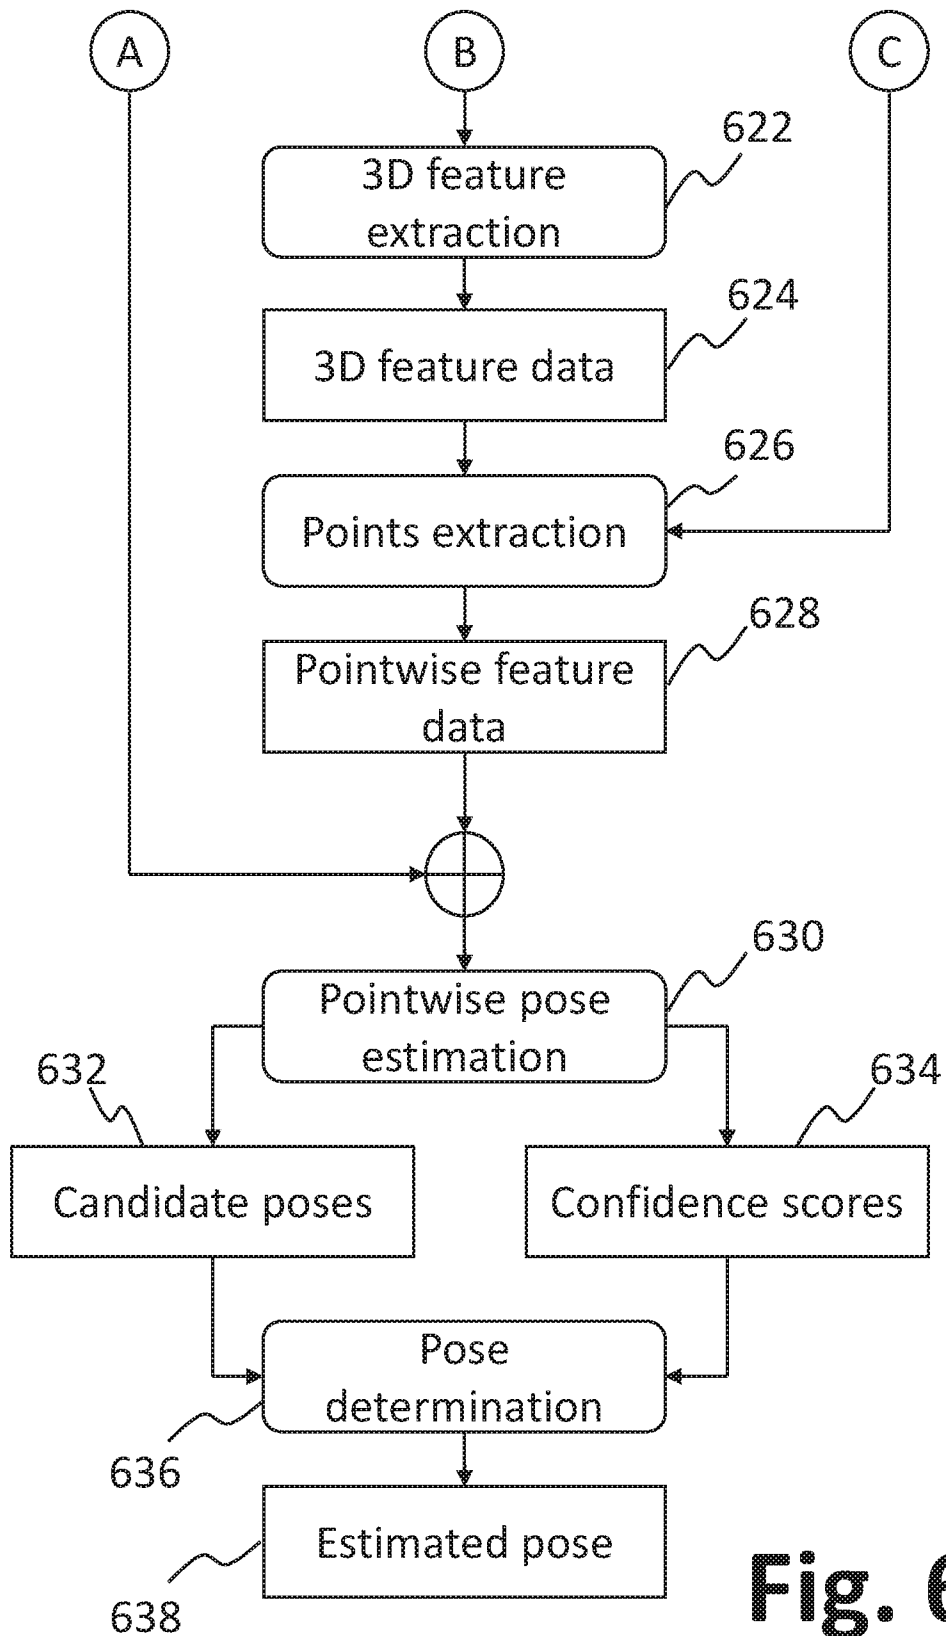 A
B
C
622
3D feature
extraction
624
3D feature data
626
Points extraction
628
Pointwise feature
data
630
Pointwise pose
estimation
632
634
Candidate poses
Confidence scores
Pose
determination
636
Estimated pose
638
Fig. 6